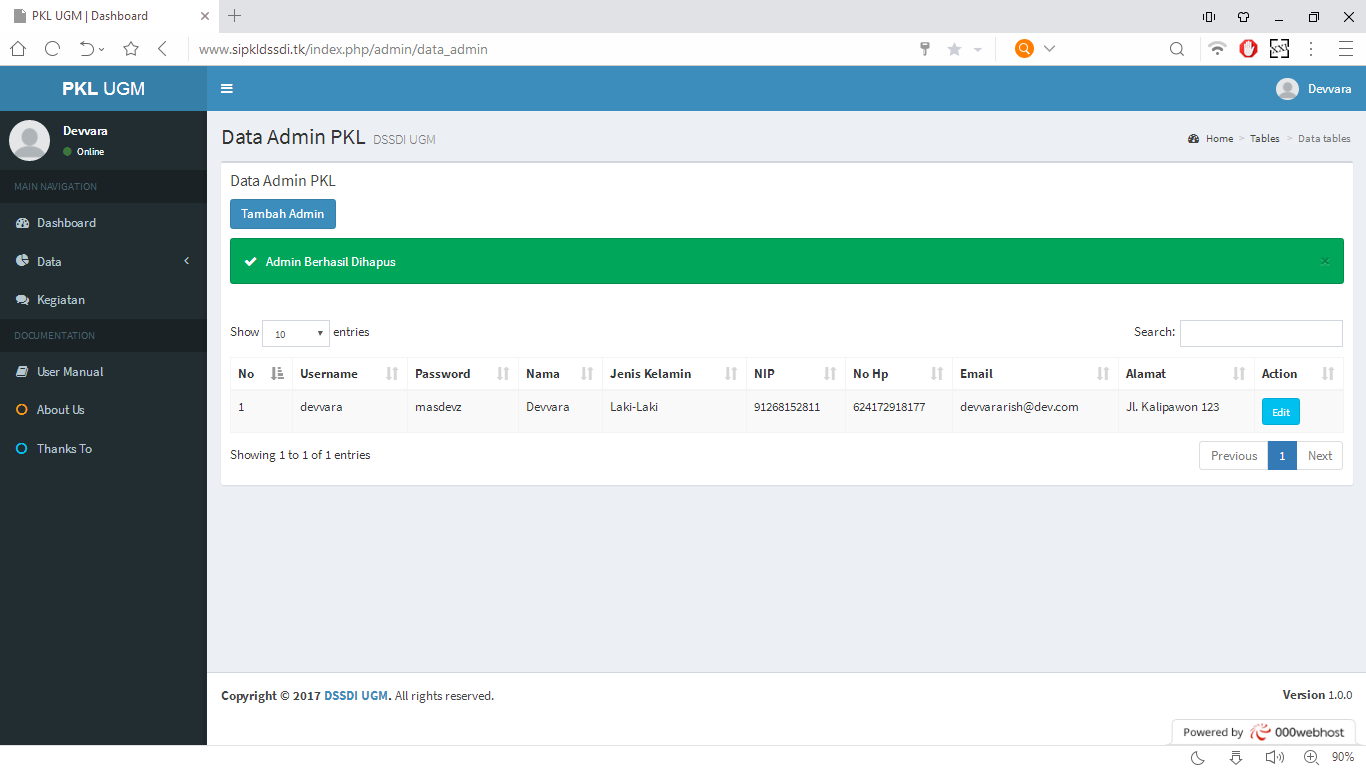 PKL UGM | Dashboard
www.sipkldssdi.tk/index.php/admin/data_admin
PKL UGM
Devvara
Devvara
Online
MAIN NAVIGATION
Dashboard
Data
Kegiatan
DOCUMENTATION
User Manual
About Us
Thanks To
Data Admin PKL DSSDI UGM
Home > Tables > Data tables
Data Admin PKL
Tambah Admin
Admin Berhasil Dihapus ×
Show 10 entries
Search:
No Username Password Nama Jenis Kelamin NIP No Hp Email Alamat Action
1 devvara masdevz Devvara Laki-Laki 91268152811 624172918177 devvararish@dev.com Jl. Kalipawon 123 Edit
Showing 1 to 1 of 1 entries
Previous 1 Next
Copyright © 2017 DSSDI UGM. All rights reserved.
Version 1.0.0
Powered by 000webhost
90%